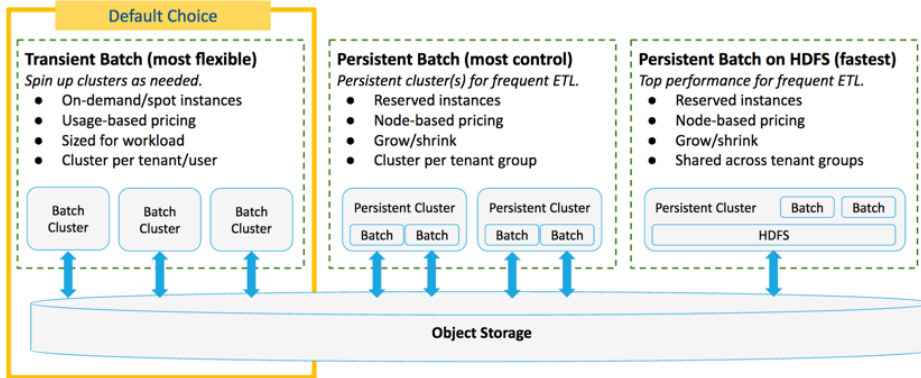 Default Choice
Transient Batch (most flexible)
Spin up clusters as needed.
● On-demand/spot instances
● Usage-based pricing
● Sized for workload
● Cluster per tenant/user
Batch
Cluster
Batch
Cluster
Batch
Cluster
Persistent Batch (most control)
Persistent cluster(s) for frequent ETL.
● Reserved instances
● Node-based pricing
● Grow/shrink
● Cluster per tenant group
Persistent Cluster
Batch
Batch
Persistent Cluster
Batch
Batch
Persistent Batch on HDFS (fastest)
Top performance for frequent ETL.
● Reserved instances
● Node-based pricing
● Grow/shrink
● Shared across tenant groups
Persistent Cluster
Batch
Batch
HDFS
Object Storage